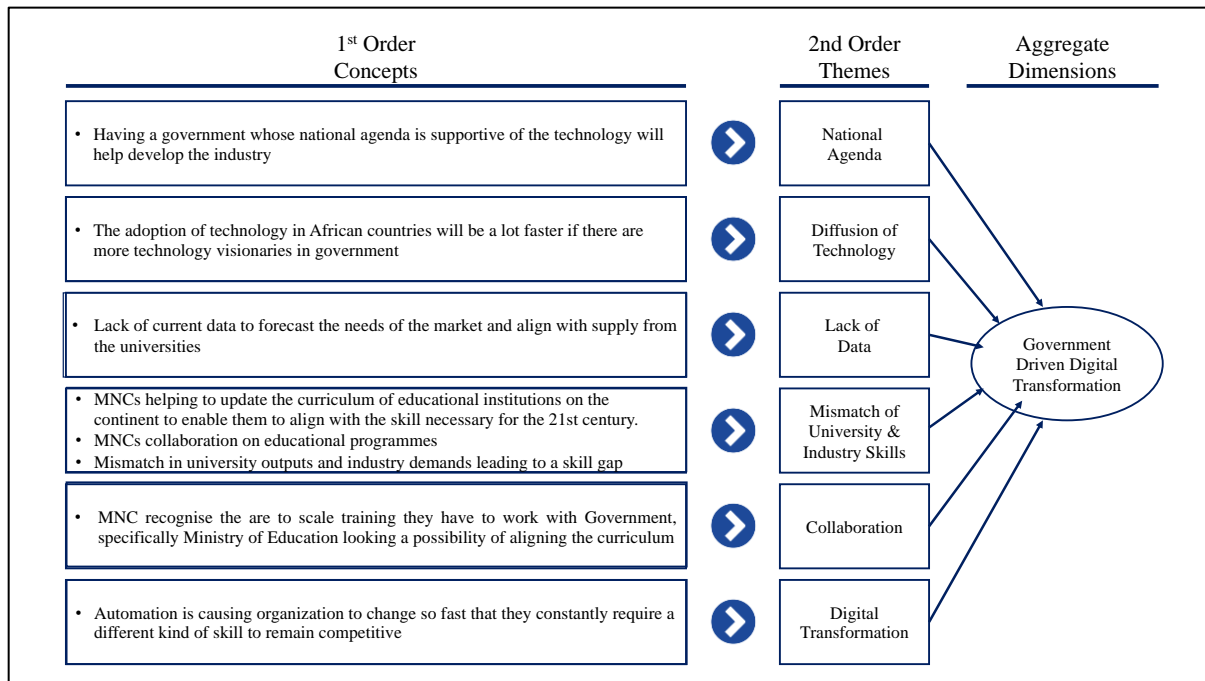 1st Order
Concepts
2nd Order
Themes
Aggregate
Dimensions
• Having a government whose national agenda is supportive of the technology will
help develop the industry
National
Agenda
• The adoption of technology in African countries will be a lot faster if there are
more technology visionaries in government
Diffusion of
Technology
• Lack of current data to forecast the needs of the market and align with supply from
the universities
Lack of
Data
• MNCs helping to update the curriculum of educational institutions on the
continent to enable them to align with the skill necessary for the 21st century.
• MNCs collaboration on educational programmes
• Mismatch in university outputs and industry demands leading to a skill gap
Mismatch of
University &
Industry Skills
• MNC recognise the are to scale training they have to work with Government,
specifically Ministry of Education looking a possibility of aligning the curriculum
Collaboration
• Automation is causing organization to change so fast that they constantly require a
different kind of skill to remain competitive
Digital
Transformation
Government
Driven Digital
Transformation